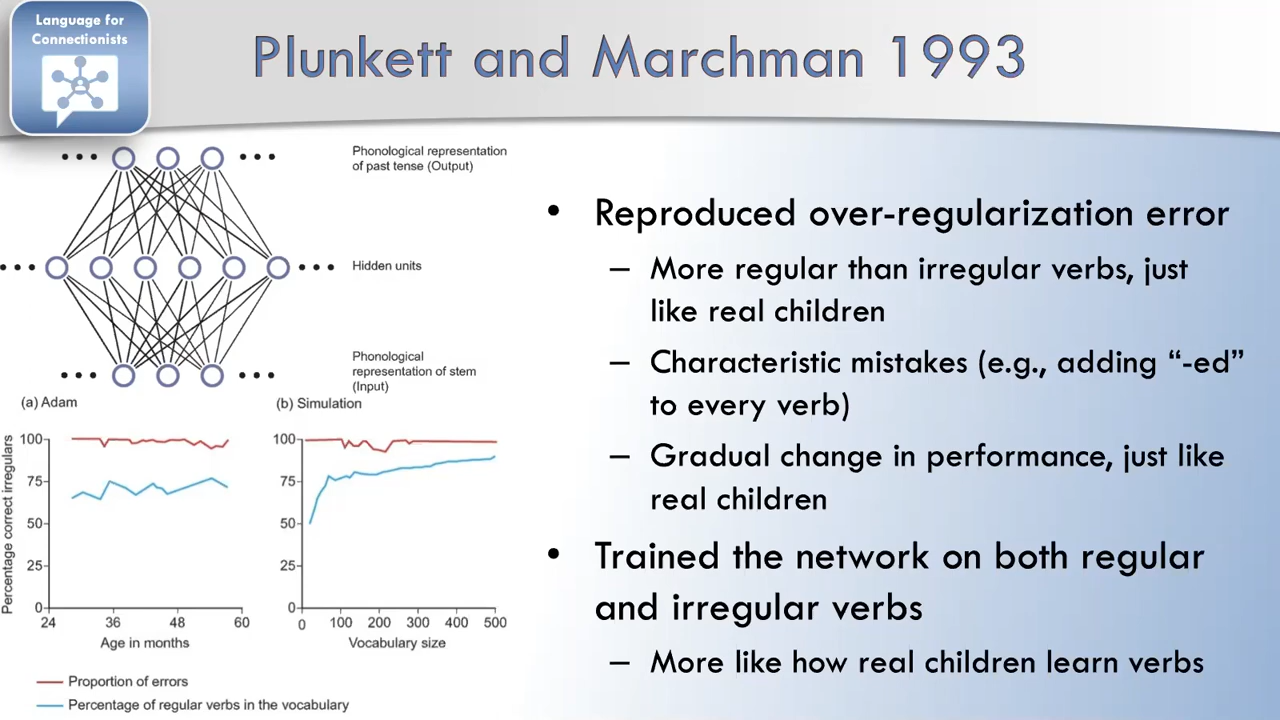 Language for
Connectionists
Plunkett and Marchman 1993
Phonological representation
of past tense (Output)
Hidden units
Phonological
representation of stem
(Input)
(a) Adam
(b) Simulation
Percentage correct irregulars
100
75
50
25
0
24 36 48 60
Age in months
100
75
50
25
0
0 100 200 300 400 500
Vocabulary size
Proportion of errors
Percentage of regular verbs in the vocabulary
• Reproduced over-regularization error
– More regular than irregular verbs, just
like real children
– Characteristic mistakes (e.g., adding “-ed”
to every verb)
– Gradual change in performance, just like
real children
• Trained the network on both regular
and irregular verbs
– More like how real children learn verbs